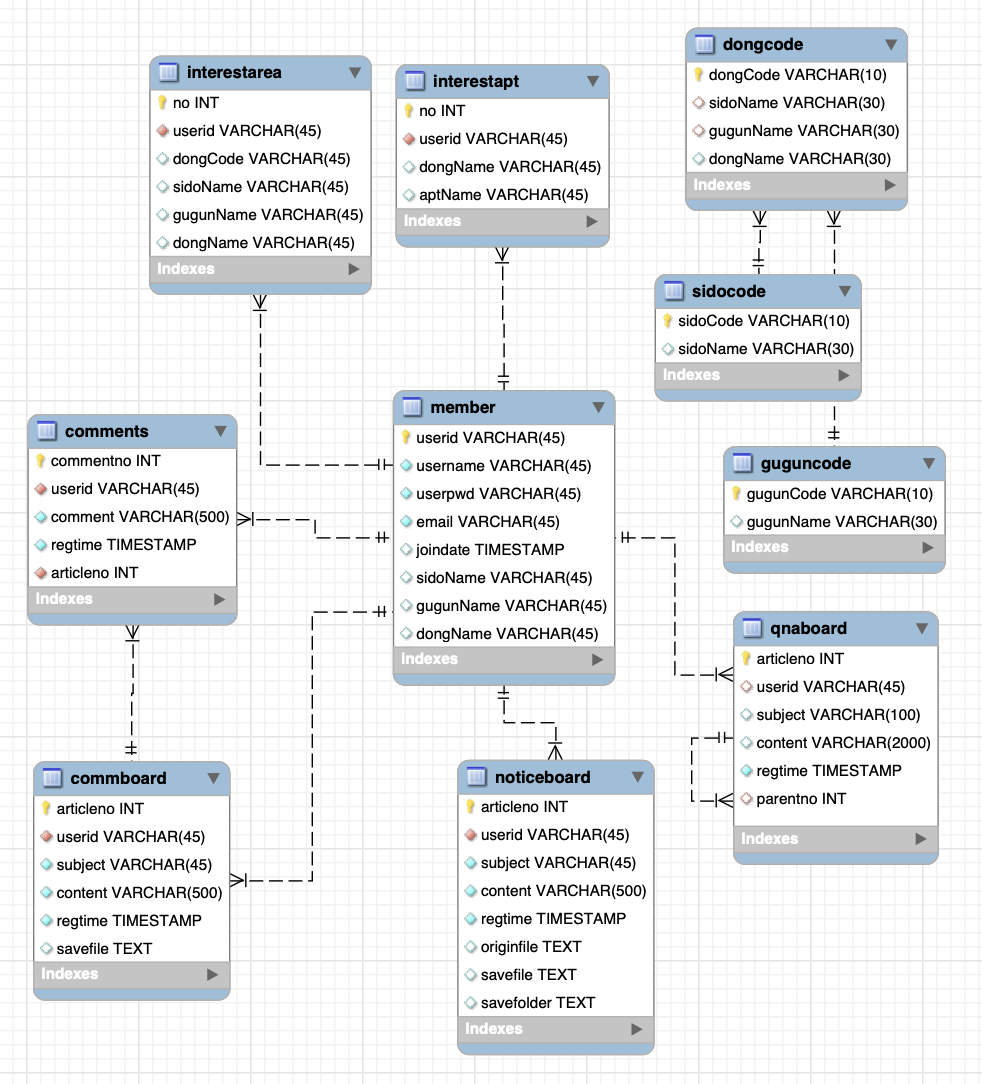 interestarea
no INT
userid VARCHAR(45)
dongCode VARCHAR(45)
sidoName VARCHAR(45)
gugunName VARCHAR(45)
dongName VARCHAR(45)
Indexes
interestapt
no INT
userid VARCHAR(45)
dongName VARCHAR(45)
aptName VARCHAR(45)
Indexes
dongcode
dongCode VARCHAR(10)
sidoName VARCHAR(30)
gugunName VARCHAR(30)
dongName VARCHAR(30)
Indexes
sidocode
sidoCode VARCHAR(10)
sidoName VARCHAR(30)
Indexes
member
userid VARCHAR(45)
username VARCHAR(45)
userpwd VARCHAR(45)
email VARCHAR(45)
joindate TIMESTAMP
sidoName VARCHAR(45)
gugunName VARCHAR(45)
dongName VARCHAR(45)
Indexes
comments
commentno INT
userid VARCHAR(45)
comment VARCHAR(500)
regtime TIMESTAMP
articleno INT
Indexes
guguncode
gugunCode VARCHAR(10)
gugunName VARCHAR(30)
Indexes
qnaboard
articleno INT
userid VARCHAR(45)
subject VARCHAR(100)
content VARCHAR(2000)
regtime TIMESTAMP
parentno INT
Indexes
commboard
articleno INT
userid VARCHAR(45)
subject VARCHAR(45)
content VARCHAR(500)
regtime TIMESTAMP
savefile TEXT
Indexes
noticeboard
articleno INT
userid VARCHAR(45)
subject VARCHAR(45)
content VARCHAR(500)
regtime TIMESTAMP
originfile TEXT
savefile TEXT
savefolder TEXT
Indexes